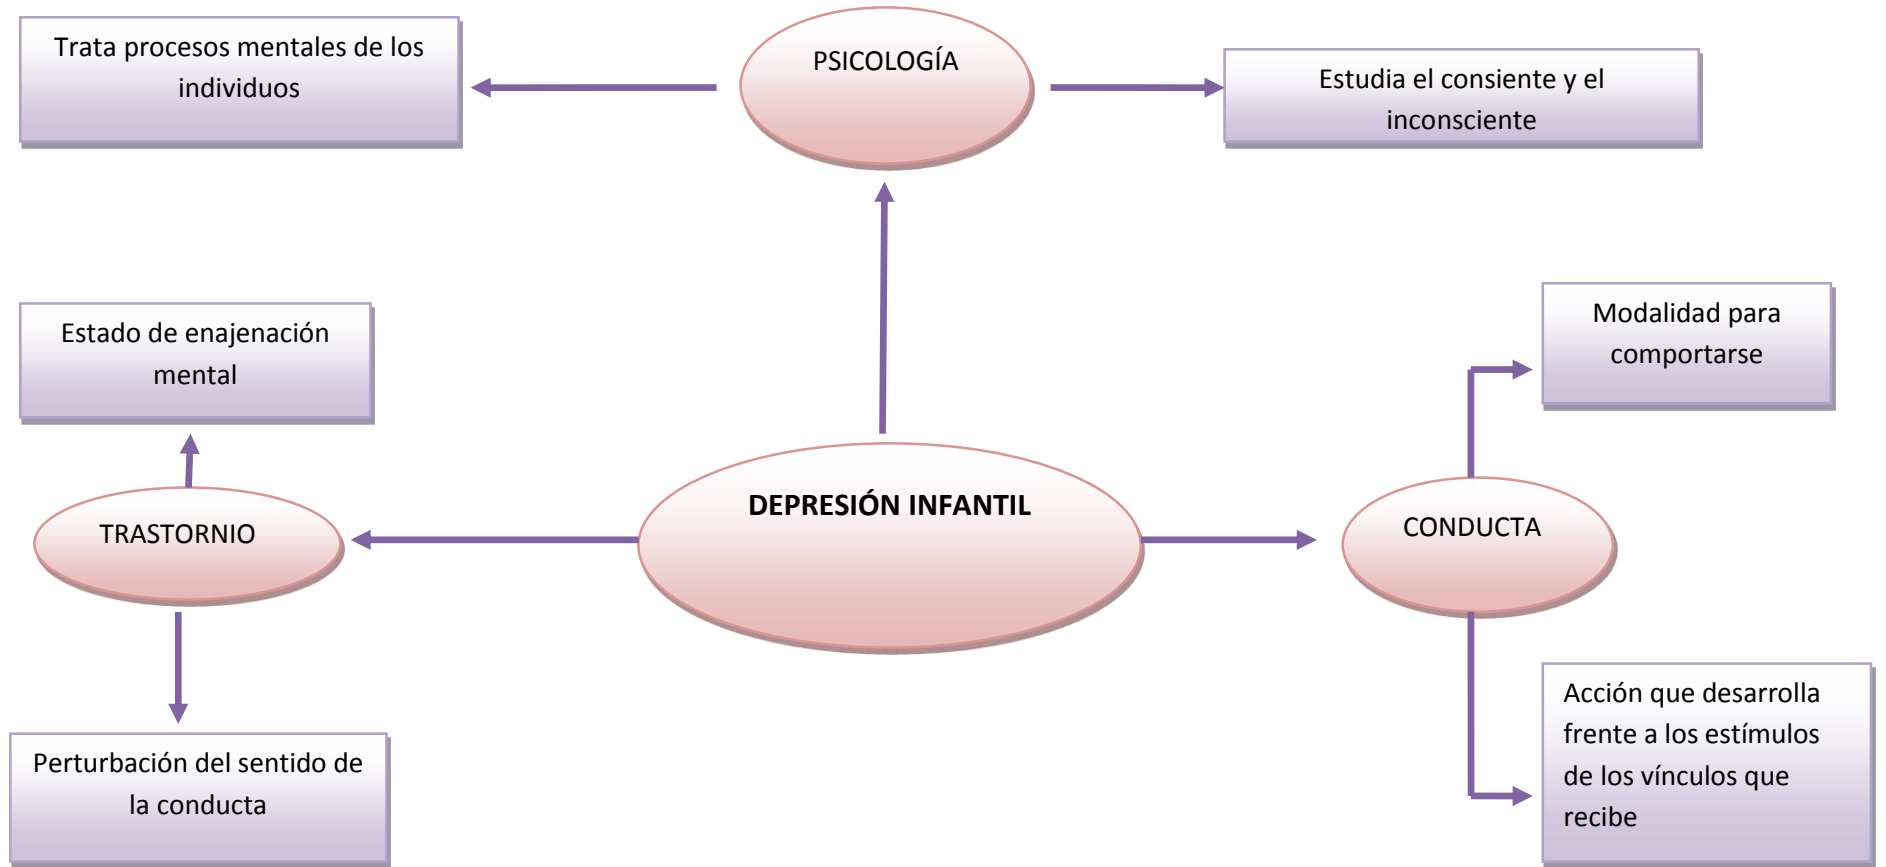 Trata procesos mentales de los
individuos
PSICOLOGÍA
Estudia el consiente y el
inconsciente
Estado de enajenación
mental
Modalidad para
comportarse
TRASTORNIO
DEPRESIÓN INFANTIL
CONDUCTA
Perturbación del sentido de
la conducta
Acción que desarrolla
frente a los estímulos
de los vínculos que
recibe